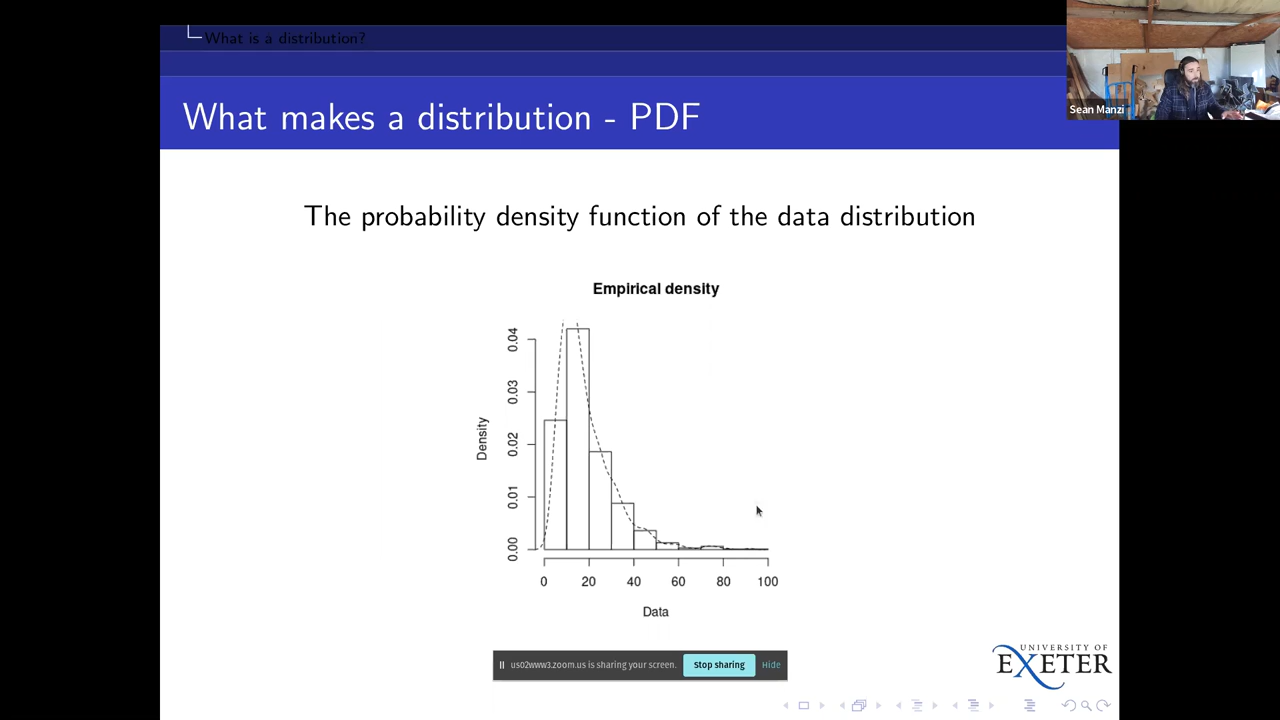 What is a distribution?
What makes a distribution - PDF
Sean Manzi
The probability density function of the data distribution
Empirical density
Density
0.04
0.03
0.02
0.01
0.00
0 20 40 60 80 100
Data
us02www3.zoom.us is sharing your screen. Stop sharing Hide
UNIVERSITY OF
EXETER